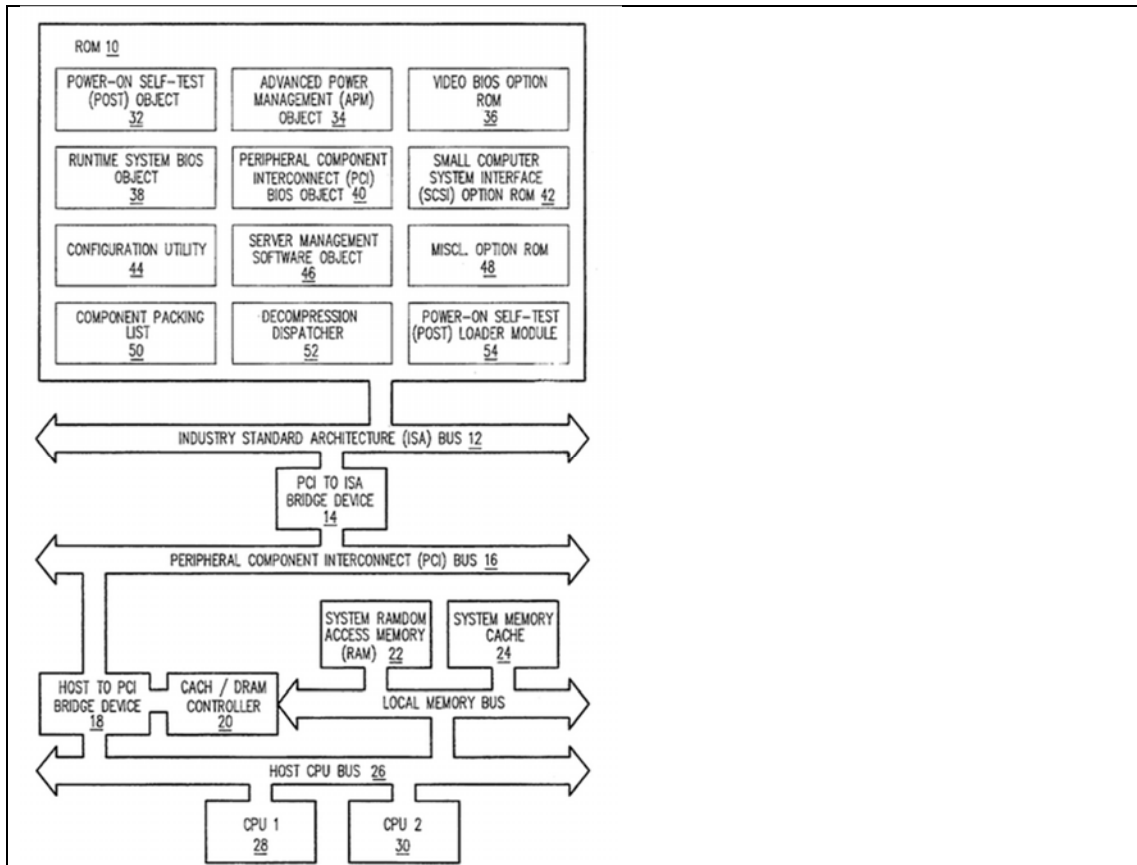 ROM 10
POWER-ON SELF-TEST
(POST) OBJECT
32
ADVANCED POWER
MANAGEMENT (APM)
OBJECT 34
VIDEO BIOS OPTION
ROM
36
RUNTIME SYSTEM BIOS
OBJECT
38
PERIPHERAL COMPONENT
INTERCONNECT (PCI)
BIOS OBJECT 40
SMALL COMPUTER
SYSTEM INTERFACE
(SCSI) OPTION ROM 42
CONFIGURATION UTILITY
44
SERVER MANAGEMENT
SOFTWARE OBJECT
46
MISCL. OPTION ROM
48
COMPONENT PACKING
LIST
50
DECOMPRESSION
DISPATCHER
52
POWER-ON SELF-TEST
(POST) LOADER MODULE
54
INDUSTRY STANDARD ARCHITECTURE (ISA) BUS 12
PCI TO ISA
BRIDGE DEVICE
14
PERIPHERAL COMPONENT INTERCONNECT (PCI) BUS 16
SYSTEM RAMDOM
ACCESS MEMORY
(RAM) 22
SYSTEM MEMORY
CACHE
24
HOST TO PCI
BRIDGE DEVICE
18
CACH / DRAM
CONTROLLER
20
LOCAL MEMORY BUS
HOST CPU BUS 26
CPU 1
28
CPU 2
30